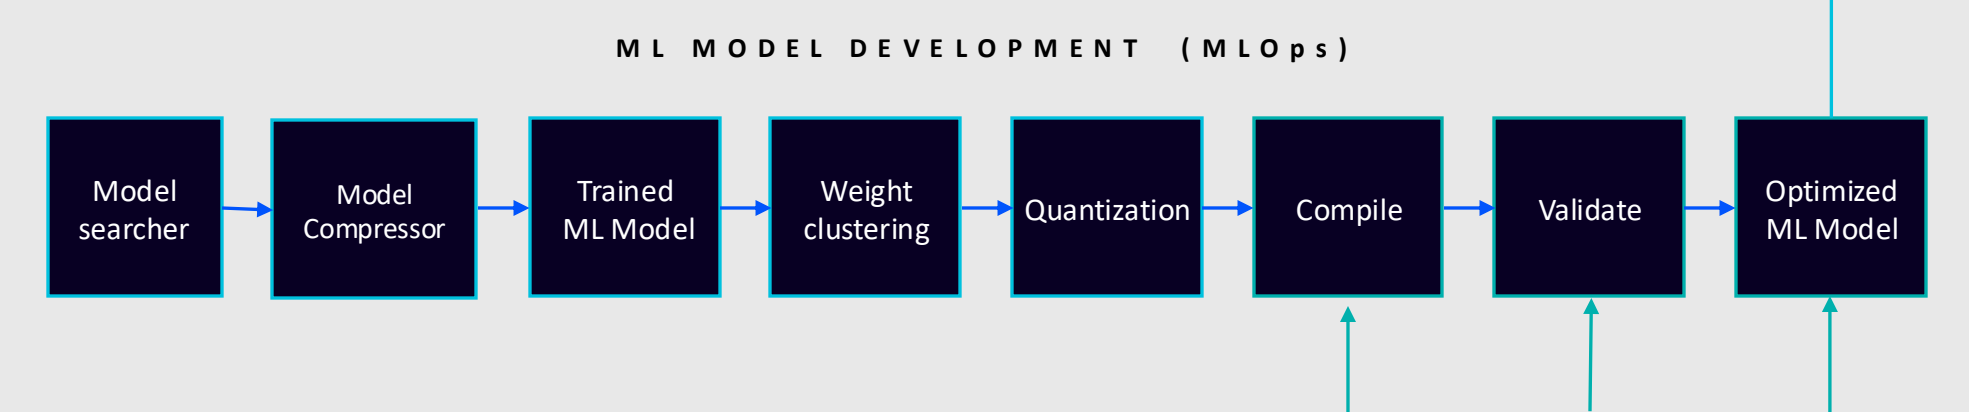 ML MODEL DEVELOPMENT (MLOps)
Model
searcher
Model
Compressor
Trained
ML Model
Weight
clustering
Quantization
Compile
Validate
Optimized
ML Model